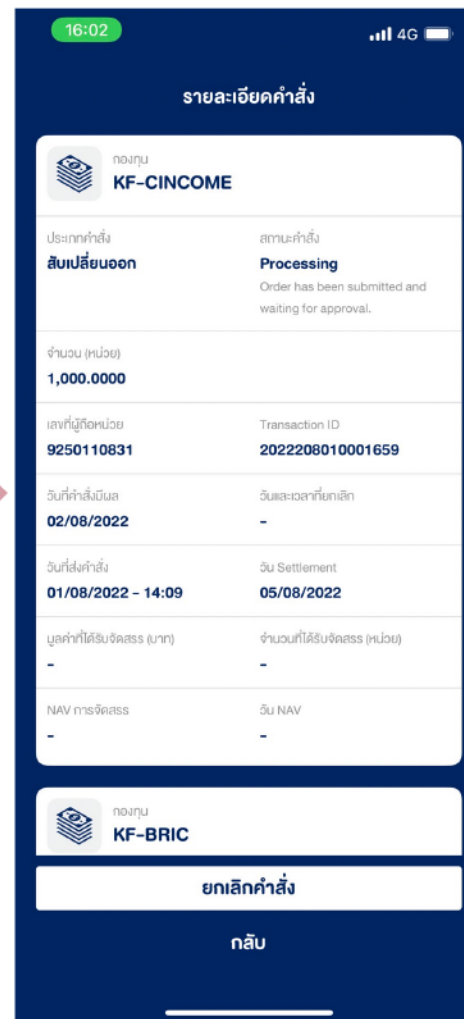 16:02
4G
รายละเอียดคำสั่ง
กองทุน
KF-CINCOME
ประเภทคำสั่ง
สถานะคำสั่ง
สับเปลี่ยนออก
Processing
Order has been submitted and
waiting for approval.
จำนวน (หน่วย)
1,000.0000
เลขที่ผู้ถือหน่วย
Transaction ID
9250110831
2022208010001659
วันที่คำสั่งมีผล
วันและเวลาที่ยกเลิก
02/08/2022
-
วันที่ส่งคำสั่ง
วัน Settlement
01/08/2022 - 14:09
05/08/2022
มูลค่าที่ได้รับจัดสรร (บาท)
จำนวนที่ได้รับจัดสรร (หน่วย)
-
-
NAV การจัดสรร
วัน NAV
-
-
กองทุน
KF-BRIC
ยกเลิกคำสั่ง
กลับ